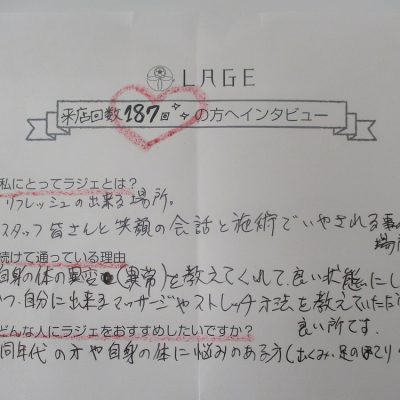 LAGE
来店回数187回の方へインタビュー
私にとってラジェとは？
リフレッシュの出来る場所。
スタッフ皆さんと笑顔の会話と施術でいやされる事の
場所
続けて通っている理由
自身の体の異変(異常)を教えてくれて、良い状態にし
つ、自分に出来るマッサージやストレッチ方法を教えていただて
良い所です.
どんな人にラジェをおすすめしたいですか？
同年代の方や自身の体に悩みのある方(むくみ・足のほてり